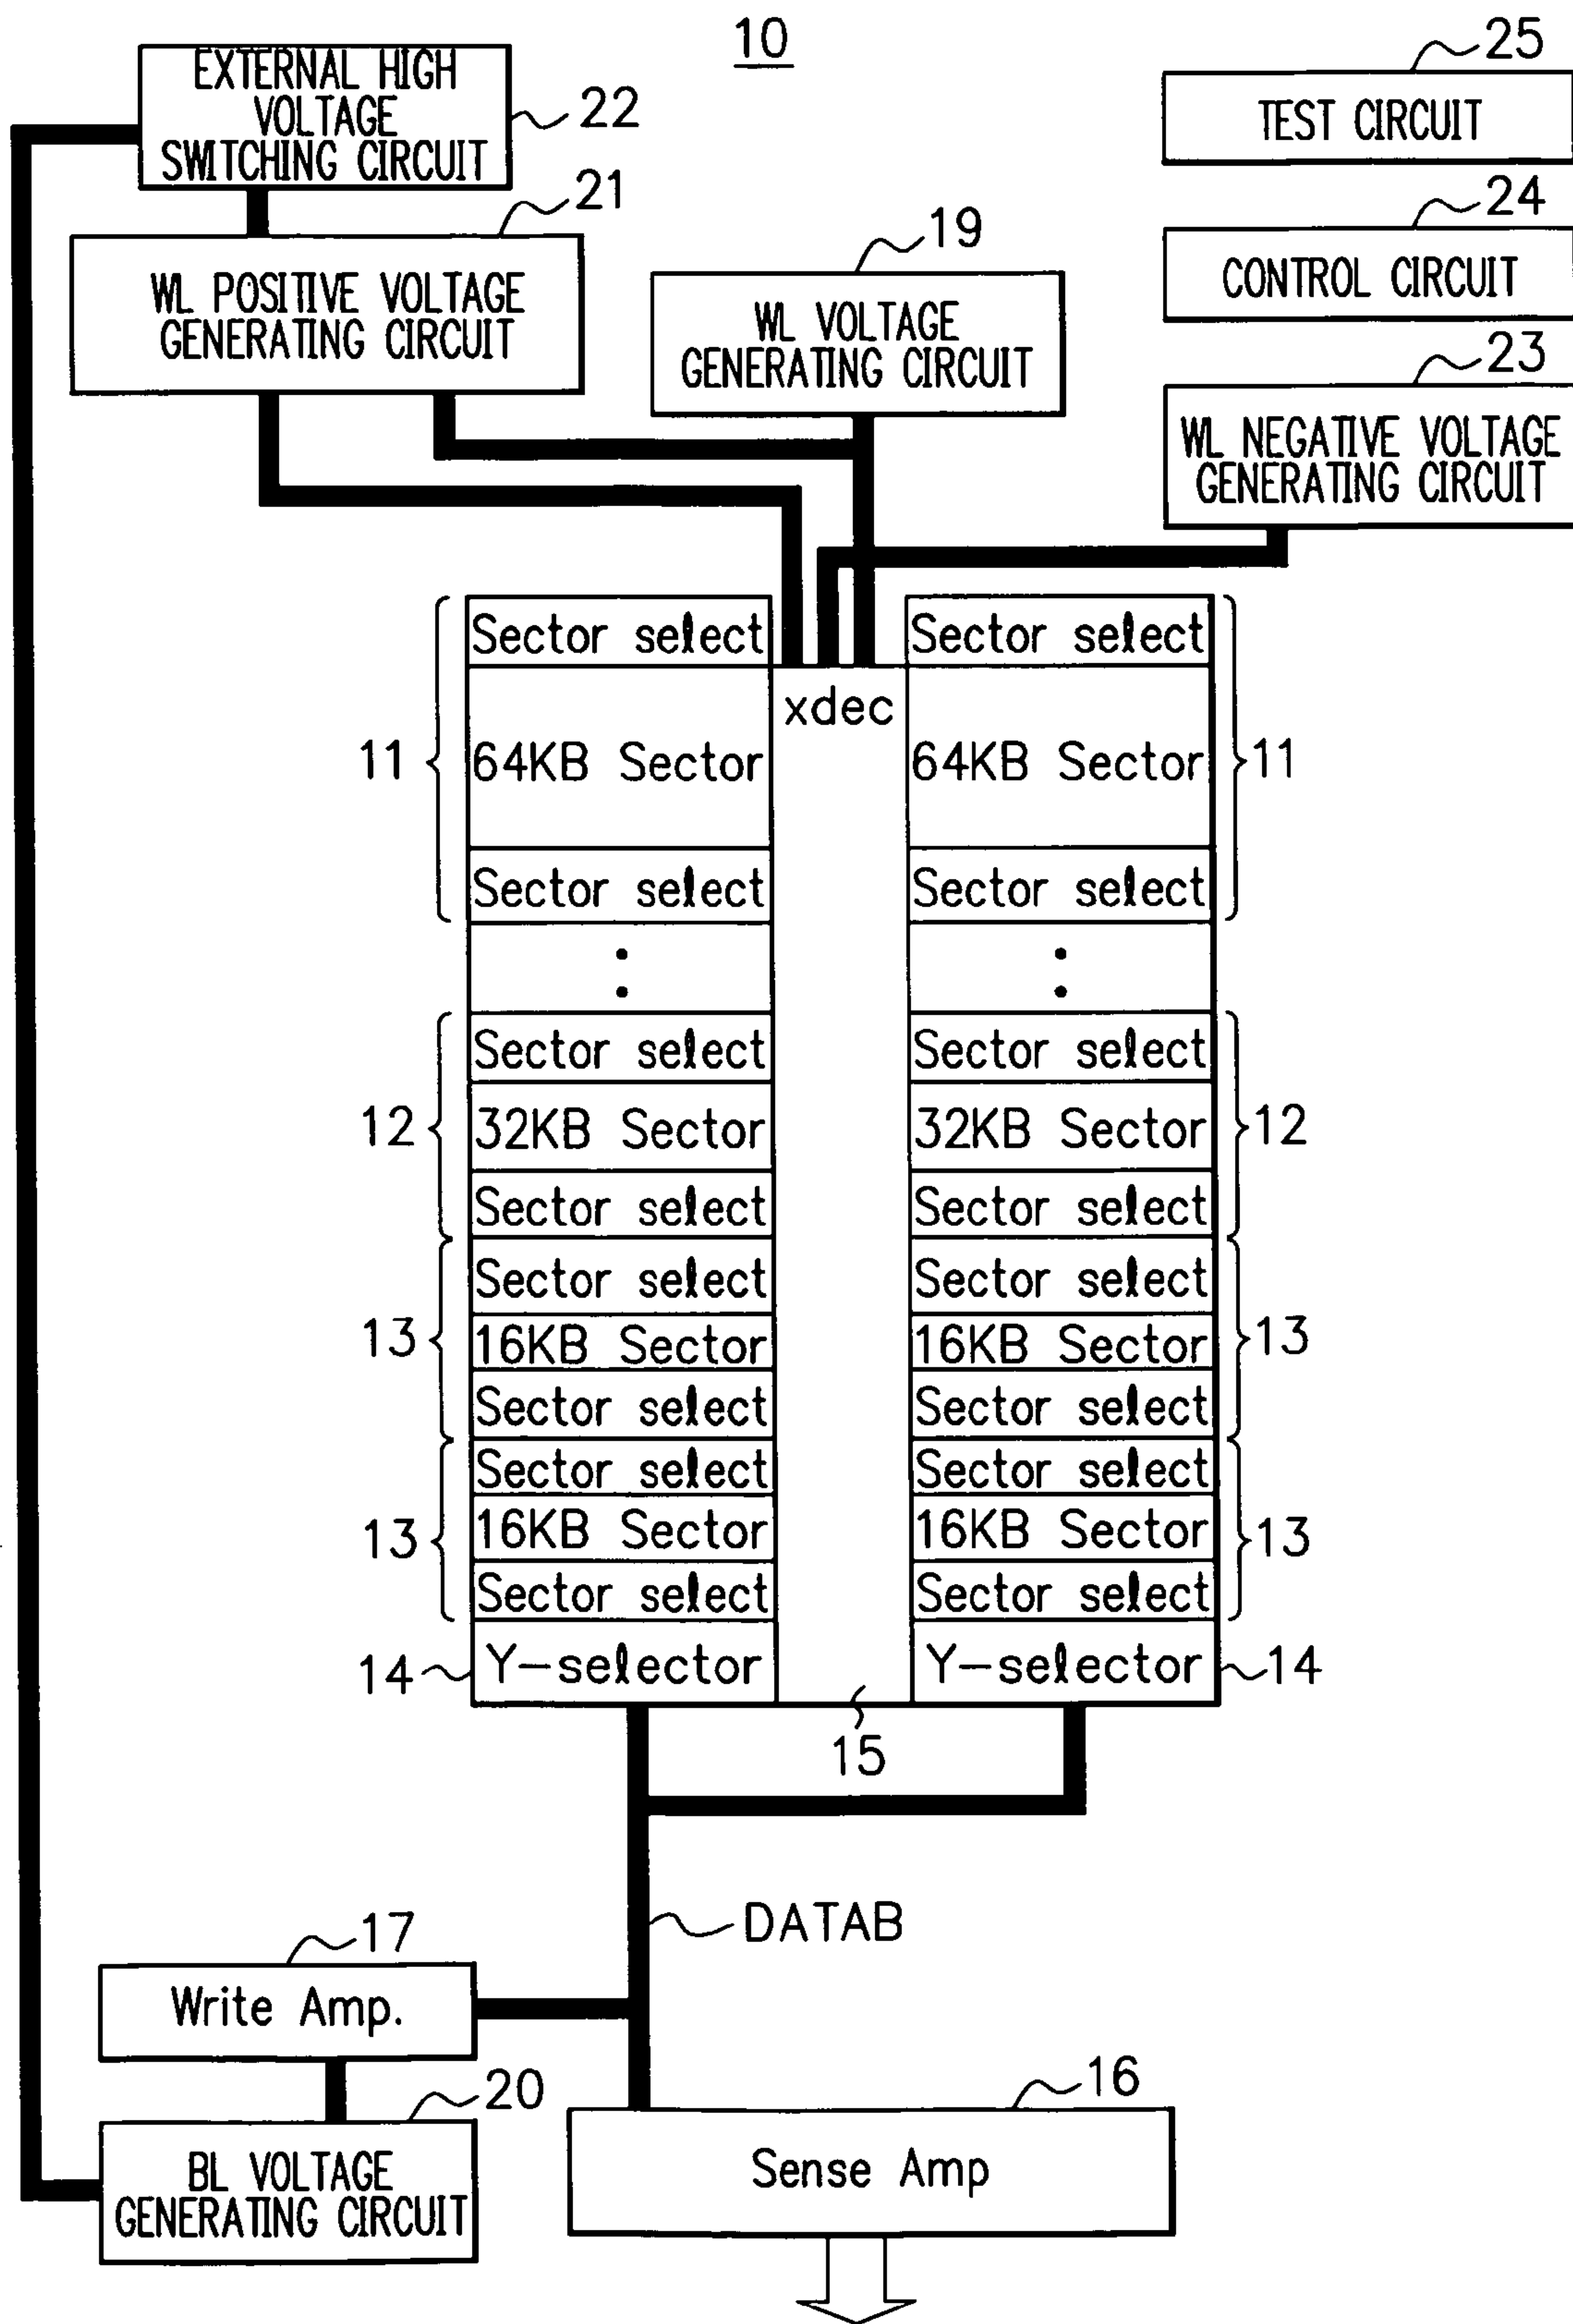 10
EXTERNAL HIGH
VOLTAGE
SWITCHING CIRCUIT
22
25
TEST CIRCUIT
21
WL POSITIVE VOLTAGE
GENERATING CIRCUIT
19
WL VOLTAGE
GENERATING CIRCUIT
24
CONTROL CIRCUIT
23
WL NEGATIVE VOLTAGE
GENERATING CIRCUIT
Sector select
Sector select
xdec
11
64KB Sector
64KB Sector
11
Sector select
Sector select
:
:
Sector select
Sector select
12
32KB Sector
32KB Sector
12
Sector select
Sector select
Sector select
Sector select
13
16KB Sector
16KB Sector
13
Sector select
Sector select
Sector select
Sector select
13
16KB Sector
16KB Sector
13
Sector select
Sector select
14
Y-selector
Y-selector
14
15
DATAB
17
Write Amp.
20
BL VOLTAGE
GENERATING CIRCUIT
16
Sense Amp